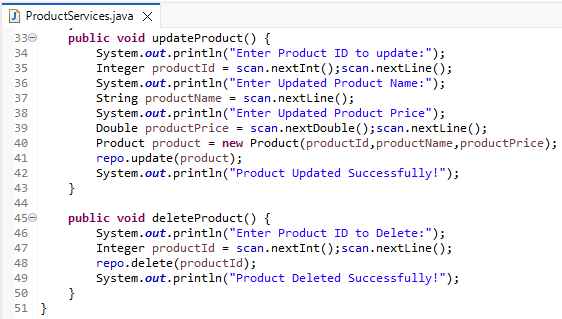 ProductServices.java
33 public void updateProduct() {
34 System.out.println("Enter Product ID to update:");
35 Integer productId = scan.nextInt();scan.nextLine();
36 System.out.println("Enter Updated Product Name:");
37 String productName = scan.nextLine();
38 System.out.println("Enter Updated Product Price");
39 Double productPrice = scan.nextDouble();scan.nextLine();
40 Product product = new Product(productId,productName,productPrice);
41 repo.update(product);
42 System.out.println("Product Updated Successfully!");
43 }
44
45 public void deleteProduct() {
46 System.out.println("Enter Product ID to Delete:");
47 Integer productId = scan.nextInt();scan.nextLine();
48 repo.delete(productId);
49 System.out.println("Product Deleted Successfully!");
50 }
51 }